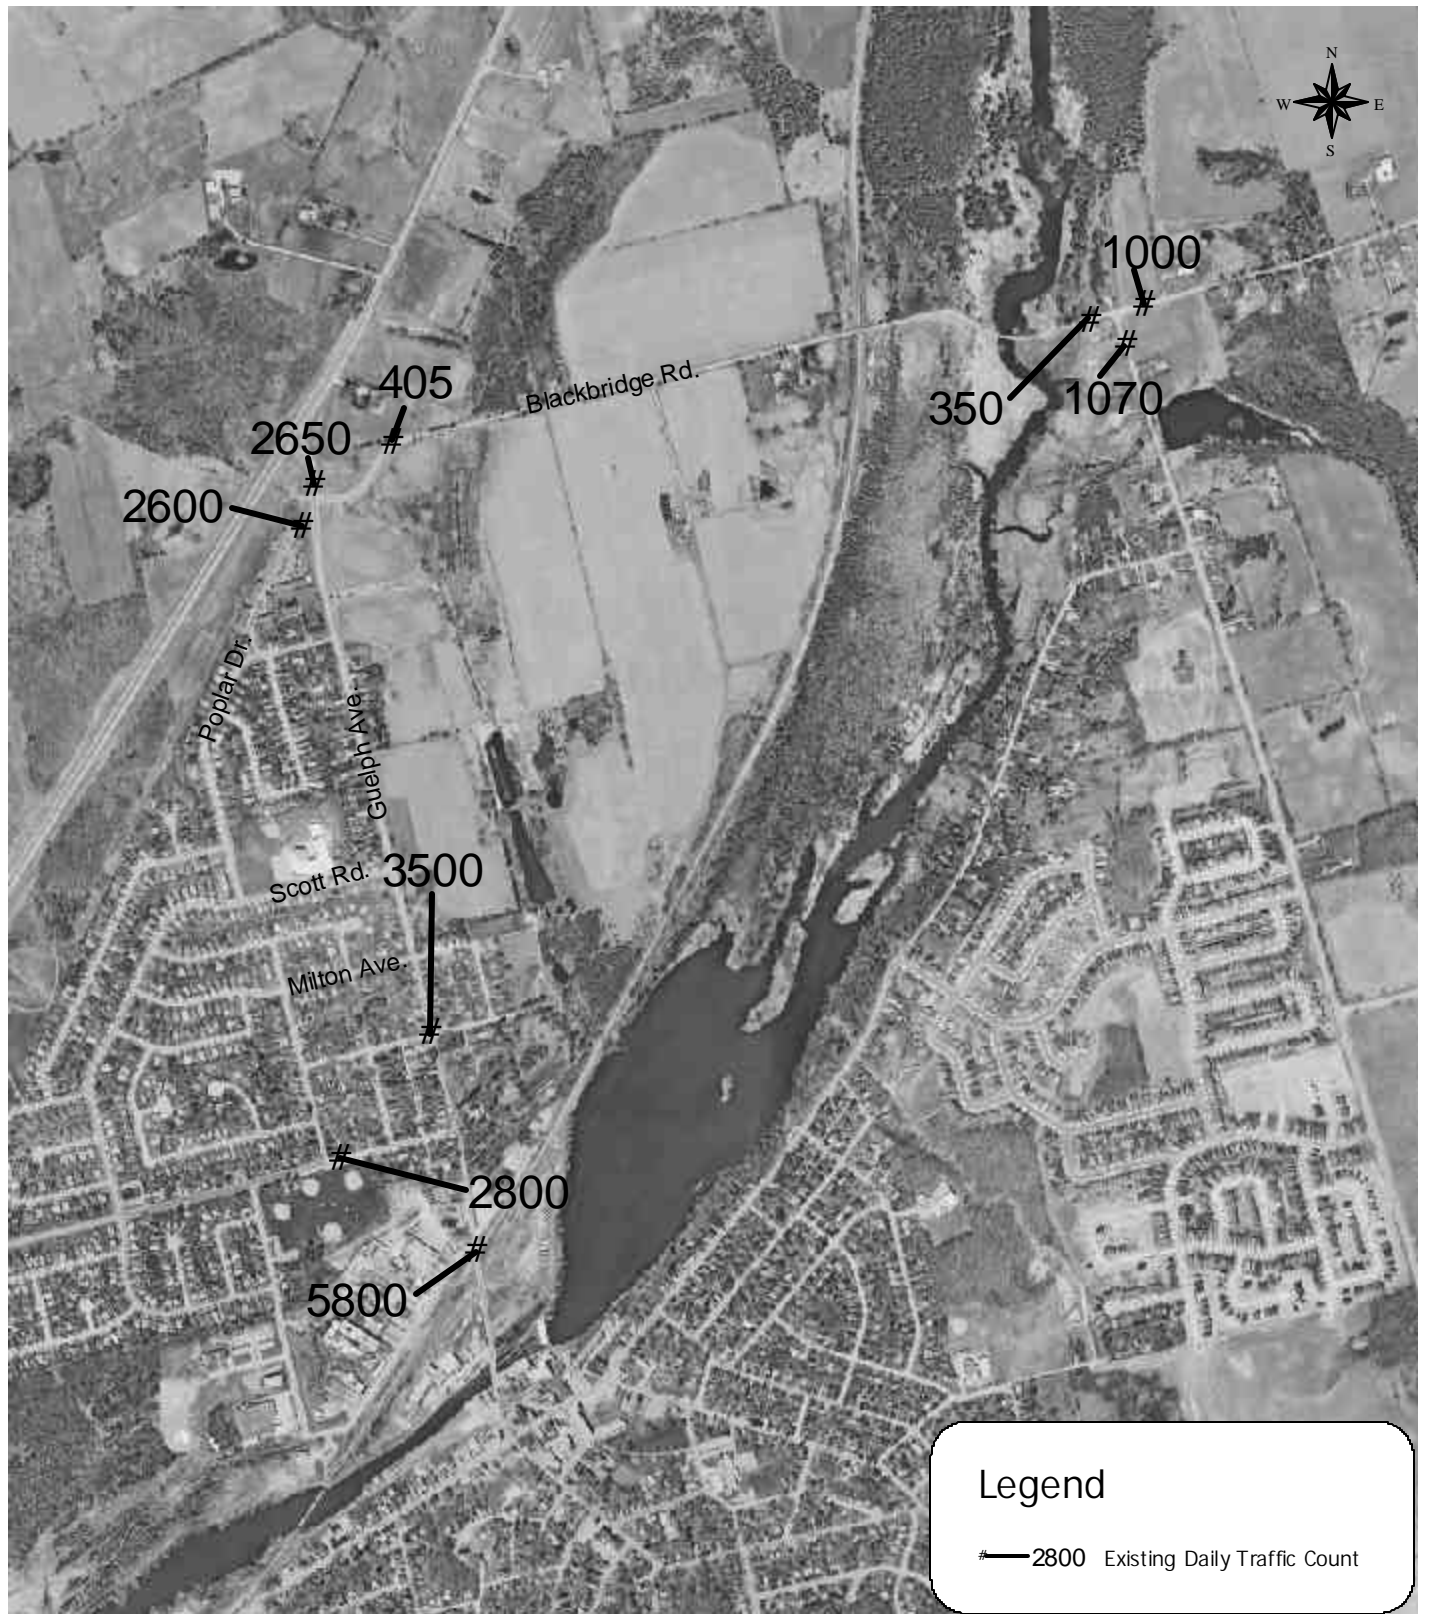 N
W E
S
1000
405
Blackbridge Rd.
350
1070
2650
2600
Poplar Dr.
Guelph Ave.
Scott Rd.
3500
Milton Ave.
2800
5800
Legend
#
2800 Existing Daily Traffic Count